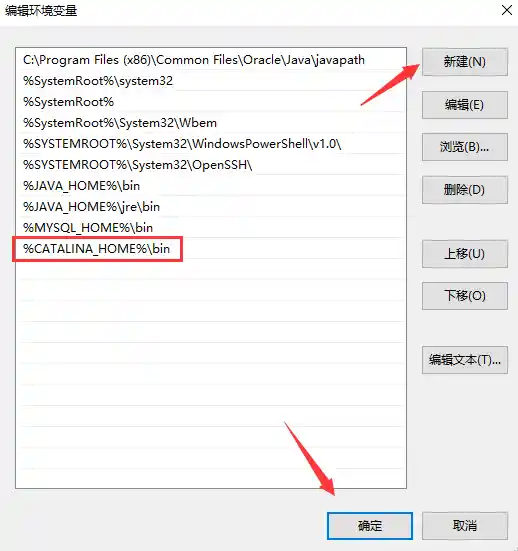 编辑环境变量
C:\Program Files (x86)\Common Files\Oracle\Java\javapath
%SystemRoot%\system32
%SystemRoot%
%SystemRoot%\System32\Wbem
%SYSTEMROOT%\System32\WindowsPowerShell\v1.0\
%SYSTEMROOT%\System32\OpenSSH\
%JAVA_HOME%\bin
%JAVA_HOME%\jre\bin
%MYSQL_HOME%\bin
%CATALINA_HOME%\bin
新建(N)
编辑(E)
浏览(B)...
删除(D)
上移(U)
下移(O)
编辑文本(T)...
确定
取消